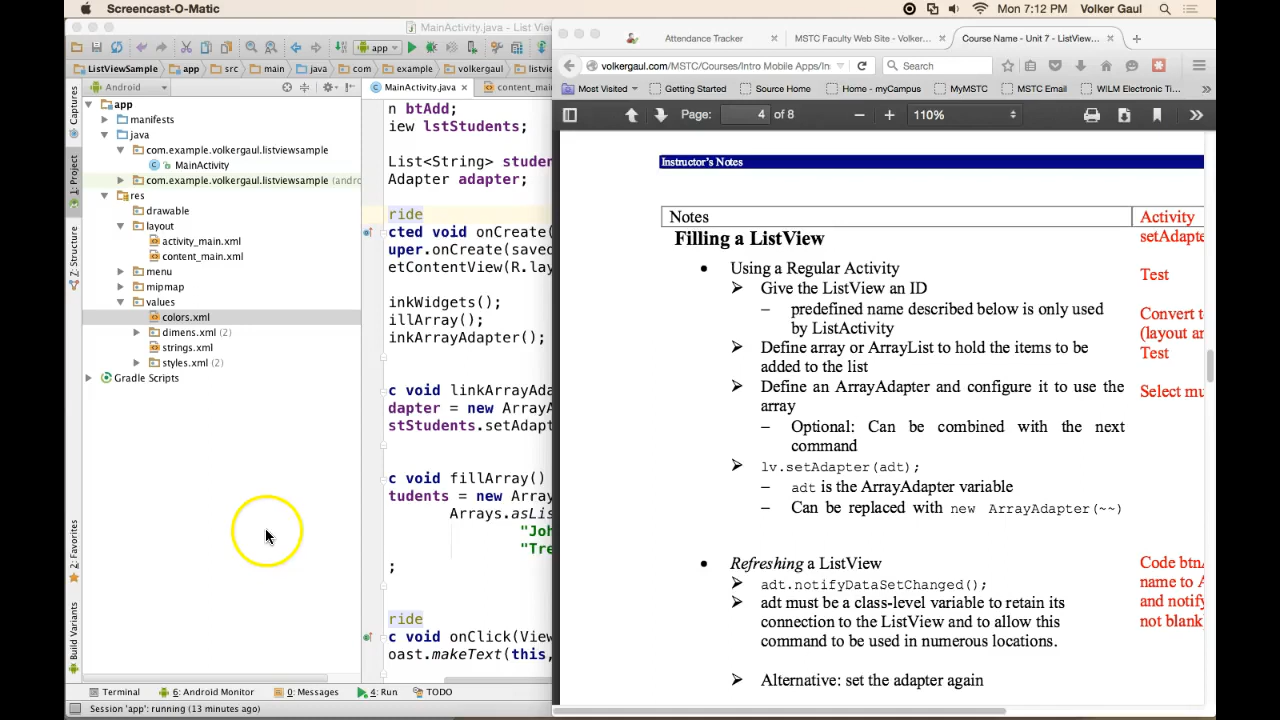 Screencast-O-Matic
Mon 7:12 PM Volker Gaul
MainActivity.java - List Vie
app
ListViewSample app src main java com example volkergaul listvi
Android
MainActivity.java
content_main
1: Project
Captures
Z: Structure
2: Favorites
Build Variants
app
manifests
java
com.example.volkergaul.listviewsample
MainActivity
com.example.volkergaul.listviewsample (andro
res
drawable
layout
activity_main.xml
content_main.xml
menu
mipmap
values
colors.xml
dimens.xml (2)
strings.xml
styles.xml (2)
Gradle Scripts
n btAdd;
iew lstStudents;
List<String> studen
Adapter adapter;
ride
cted void onCreate(
uper.onCreate(saved
etContentView(R.lay
inkWidgets();
illArray();
inkArrayAdapter();
c void linkArrayAda
dapter = new ArrayA
stStudents.setAdapt
c void fillArray()
tudents = new Array
Arrays.asLis
"Joh
"Tre
;
ride
c void onClick(View
oast.makeText(this,
Terminal 6: Android Monitor 0: Messages 4: Run TODO
Session 'app': running (13 minutes ago)
Attendance Tracker
MSTC Faculty Web Site - Volker...
Course Name - Unit 7 - ListView...
volkergaul.com/MSTC/Courses/Intro Mobile Apps/In
Search
Most Visited Getting Started Source Home Home - myCampus MyMSTC MSTC Email WILM Electronic Ti...
Page: 4 of 8 110%
Instructor's Notes
Notes
Activity
Filling a ListView
setAdapte
Using a Regular Activity
Test
Give the ListView an ID
– predefined name described below is only used
by ListActivity
Convert t
(layout an
Define array or ArrayList to hold the items to be
added to the list
Test
Define an ArrayAdapter and configure it to use the
array
Select mu
– Optional: Can be combined with the next
command
lv.setAdapter(adt);
– adt is the ArrayAdapter variable
– Can be replaced with new ArrayAdapter(~~)
Refreshing a ListView
Code btnA
adt.notifyDataSetChanged();
name to A
adt must be a class-level variable to retain its
connection to the ListView and to allow this
command to be used in numerous locations.
and notify
not blank
Alternative: set the adapter again